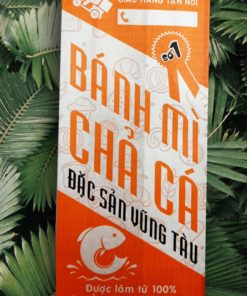 GIAO HÀNG TẬN NƠI
SỐ 1
BÁNH MÌ
CHẢ CÁ
ĐẶC SẢN VŨNG TÀU
Được làm từ 100%